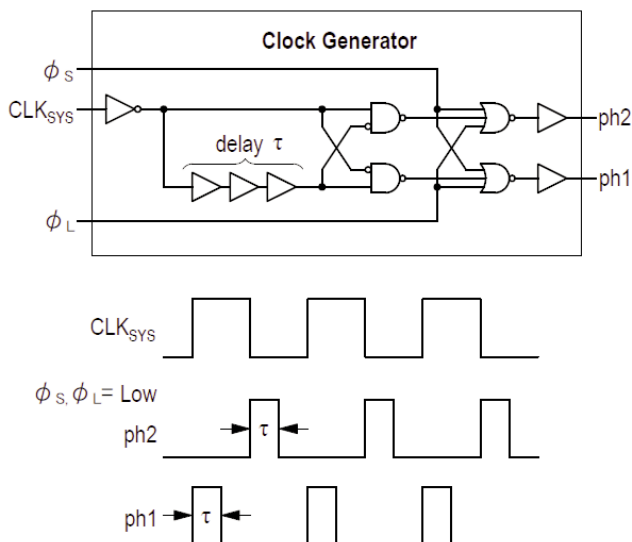 Clock Generator
ϕS
CLKSYS
delay τ
ph2
ph1
ϕL
CLKSYS
ϕS, ϕL= Low
ph2
τ
ph1
τ